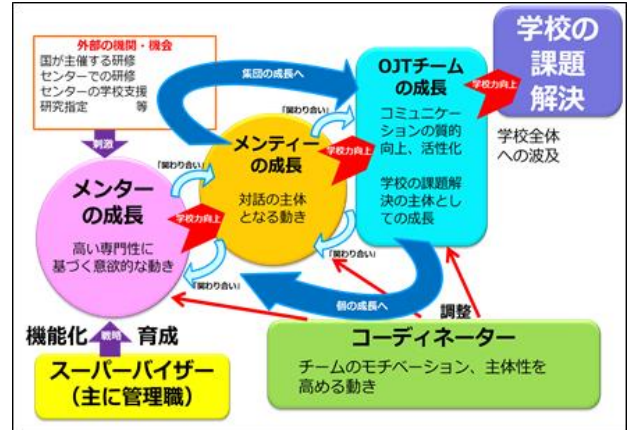 外部の機関・機会
国が主催する研修
センターでの研修
センターの学校支援
研究指定　　等
刺激
集団の成長へ
OJTチーム
の成長
コミュニケー
ションの質的
向上、活性化
学校の課題解
決の主体とし
ての成長
学校力向上
学校の
課題
解決
学校全体
への波及
「関わり合い」
メンティー
の成長
対話の主体
となる動き
学校力向上
「関わり合い」
「関わり合い」
メンター
の成長
高い専門性に
基づく意欲的な動き
学校力向上
「関わり合い」
個の成長へ
調整
機能化
戦略
育成
スーパーバイザー
（主に管理職）
コーディネーター
チームのモチベーション、主体性を
高める動き